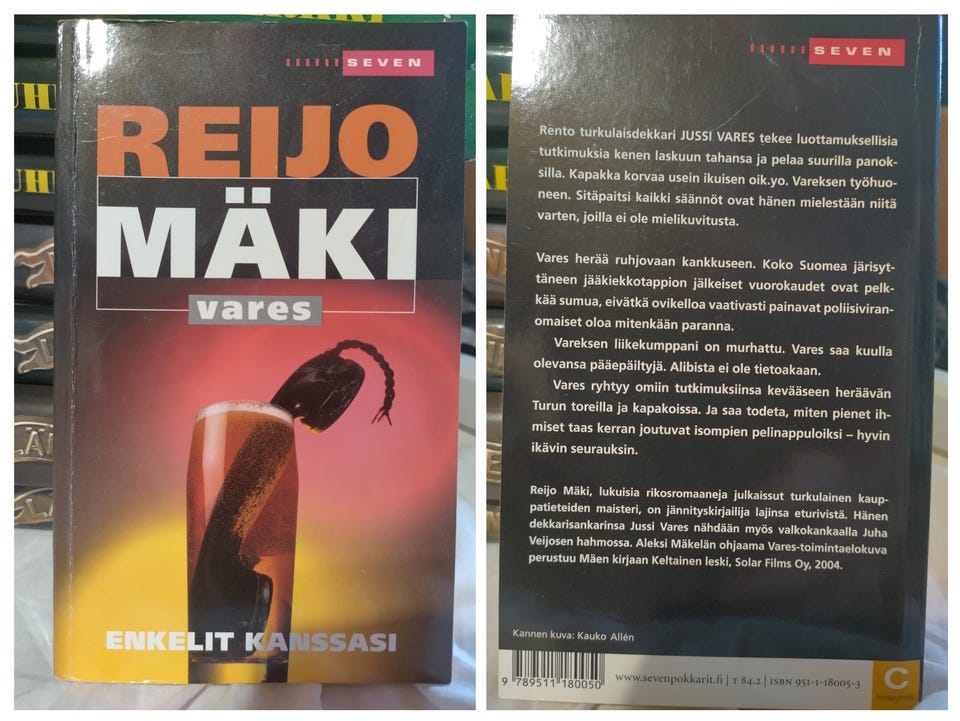 SEVEN
REIJO
MÄKI
vares
ENKELIT KANSSASI
SEVEN
Rento turkulaisdekkari JUSSI VARES tekee luottamuksellisia
tutkimuksia kenen laskuun tahansa ja pelaa suurilla panok-
silla. Kapakka korvaa usein ikuisen oik.yo. Vareksen työhuo-
neen. Sitäpaitsi kaikki säännöt ovat hänen mielestään niitä
varten, joilla ei ole mielikuvitusta.
Vares herää ruhjovaan kankkuseen. Koko Suomea järisyt-
täneen jääkiekkotappion jälkeiset vuorokaudet ovat pelk-
kää sumua, eivätkä ovikelloa vaativasti painavat poliisiviran-
omaiset oloa mitenkään paranna.
Vareksen liikekumppani on murhattu. Vares saa kuulla
olevansa pääepäiltyjä. Alibista ei ole tietoakaan.
Vares ryhtyy omiin tutkimuksiinsa kevääseen heräävän
Turun toreilla ja kapakoissa. Ja saa todeta, miten pienet ih-
miset taas kerran joutuvat isompien pelinappuloiksi – hyvin
ikävin seurauksin.
Reijo Mäki, lukuisia rikosromaaneja julkaissut turkulainen kaup-
patieteiden maisteri, on jännityskirjailija lajinsa eturivistä. Hänen
dekkarisankarinsa Jussi Vares nähdään myös valkokankaalla Juha
Veijosen hahmossa. Aleksi Mäkelän ohjaama Vares-toimintaelokuva
perustuu Mäen kirjaan Keltainen leski, Solar Films Oy, 2004.
Kannen kuva: Kauko Allén
9 789511 180050
www.sevenpokkarit.fi | T 84.2 | ISBN 951-1-18005-3